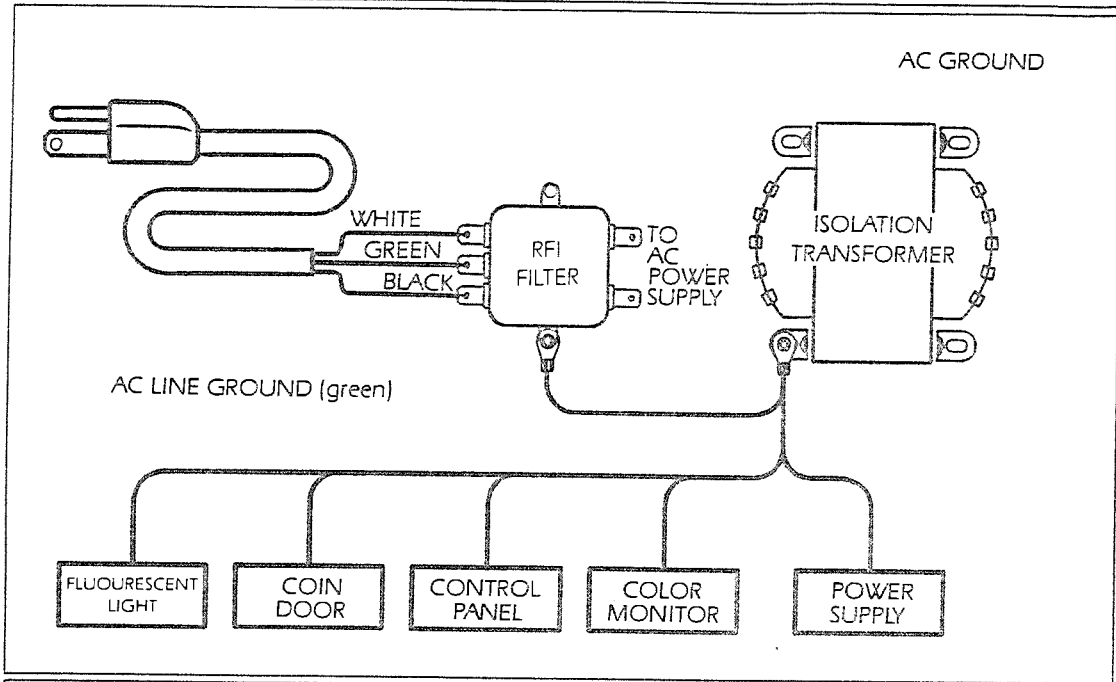 AC GROUND
WHITE
GREEN
BLACK
RFI
FILTER
TO
AC
POWER
SUPPLY
ISOLATION
TRANSFORMER
AC LINE GROUND (green)
FLUOURESCENT
LIGHT
COIN
DOOR
CONTROL
PANEL
COLOR
MONITOR
POWER
SUPPLY